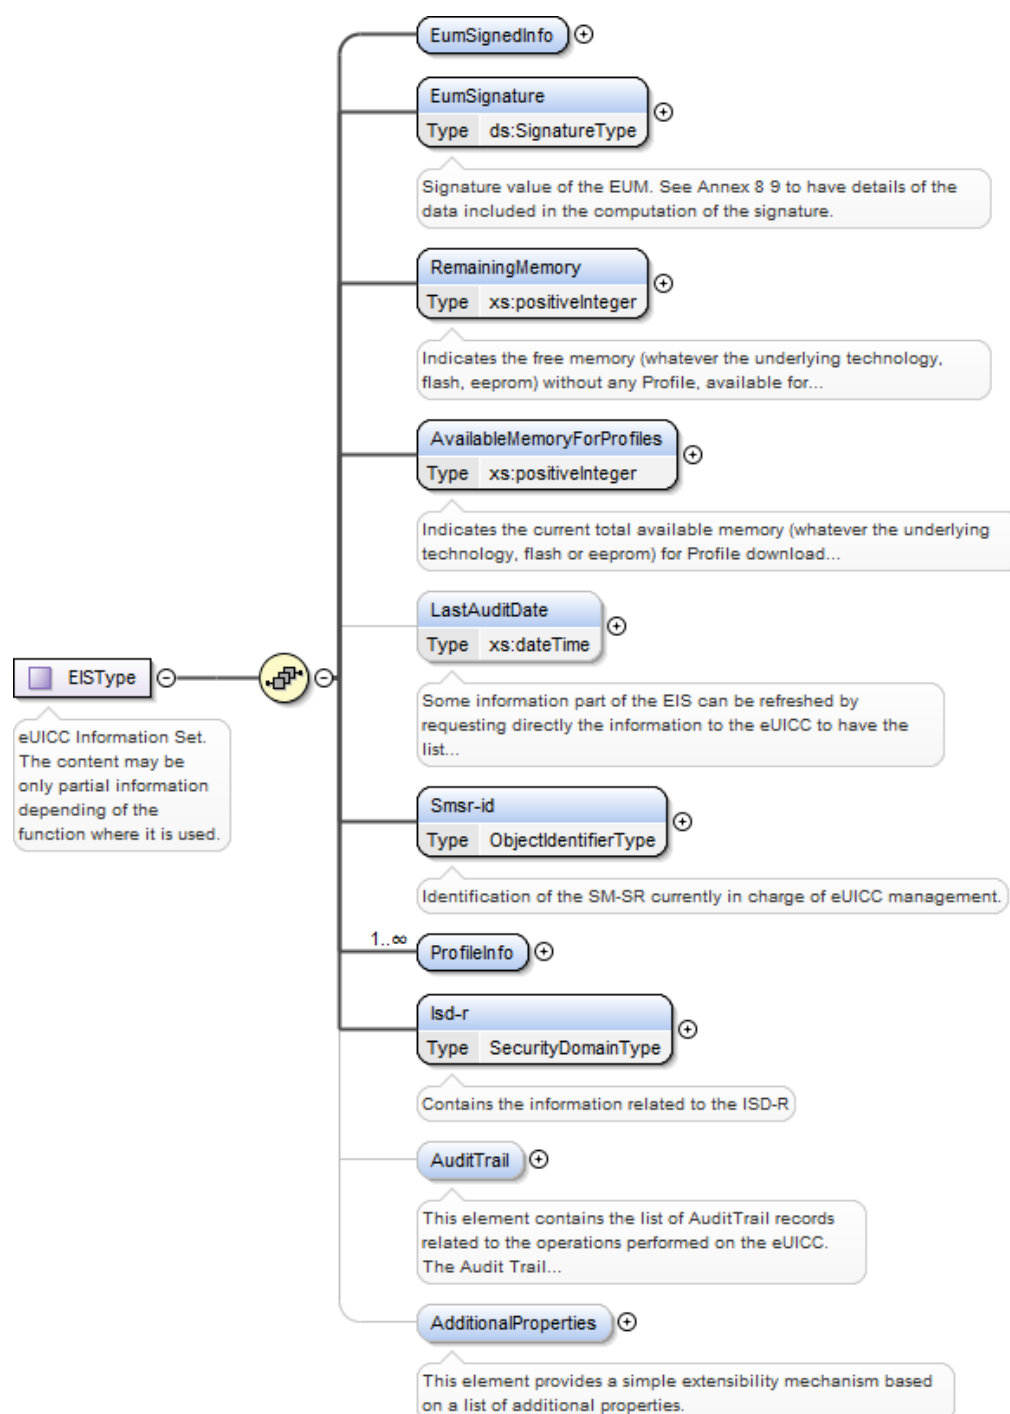 EumSignedInfo
EumSignature
Type ds:SignatureType
Signature value of the EUM. See Annex 8 9 to have details of the
data included in the computation of the signature.
RemainingMemory
Type xs:positiveInteger
Indicates the free memory (whatever the underlying technology,
flash, eeprom) without any Profile, available for...
AvailableMemoryForProfiles
Type xs:positiveInteger
Indicates the current total available memory (whatever the underlying
technology, flash or eeprom) for Profile download...
LastAuditDate
Type xs:dateTime
EISType
eUICC Information Set.
The content may be
only partial information
depending of the
function where it is used.
Some information part of the EIS can be refreshed by
requesting directly the information to the eUICC to have the
list...
Smsr-id
Type ObjectIdentifierType
Identification of the SM-SR currently in charge of eUICC management.
1..∞
ProfileInfo
Isd-r
Type SecurityDomainType
Contains the information related to the ISD-R
AuditTrail
This element contains the list of AuditTrail records
related to the operations performed on the eUICC.
The Audit Trail...
AdditionalProperties
This element provides a simple extensibility mechanism based
on a list of additional properties.